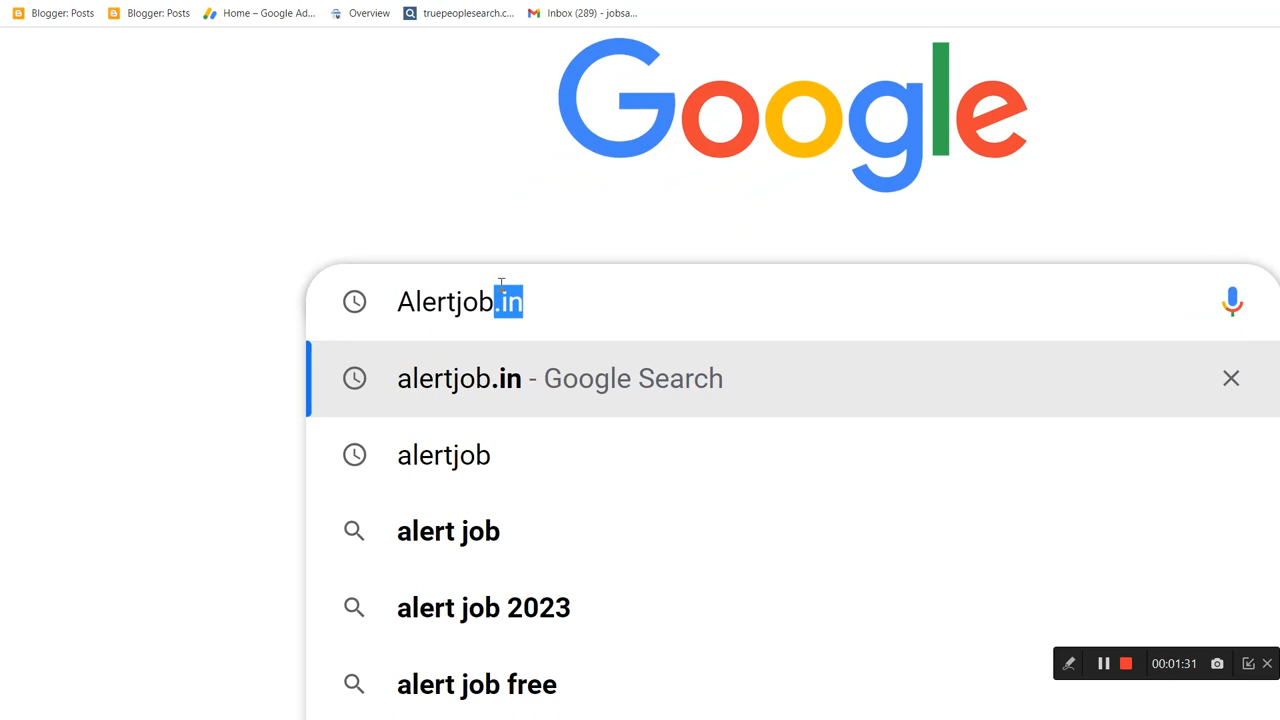 Blogger: Posts Blogger: Posts Home – Google Ad... Overview truepeoplesearch.c... Inbox (289) - jobsa...
Google
Alertjob.in
alertjob.in - Google Search
alertjob
alert job
alert job 2023
alert job free
00:01:31